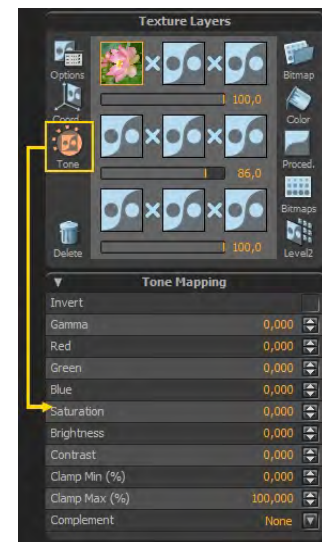 Texture Layers
Options
Bitmap
100,0
Coord.
Color
Tone
Proced.
86,0
Bitmaps
Delete
100,0
Level2
Tone Mapping
Invert
Gamma 0,000
Red 0,000
Green 0,000
Blue 0,000
Saturation 0,000
Brightness 0,000
Contrast 0,000
Clamp Min (%) 0,000
Clamp Max (%) 100,000
Complement None